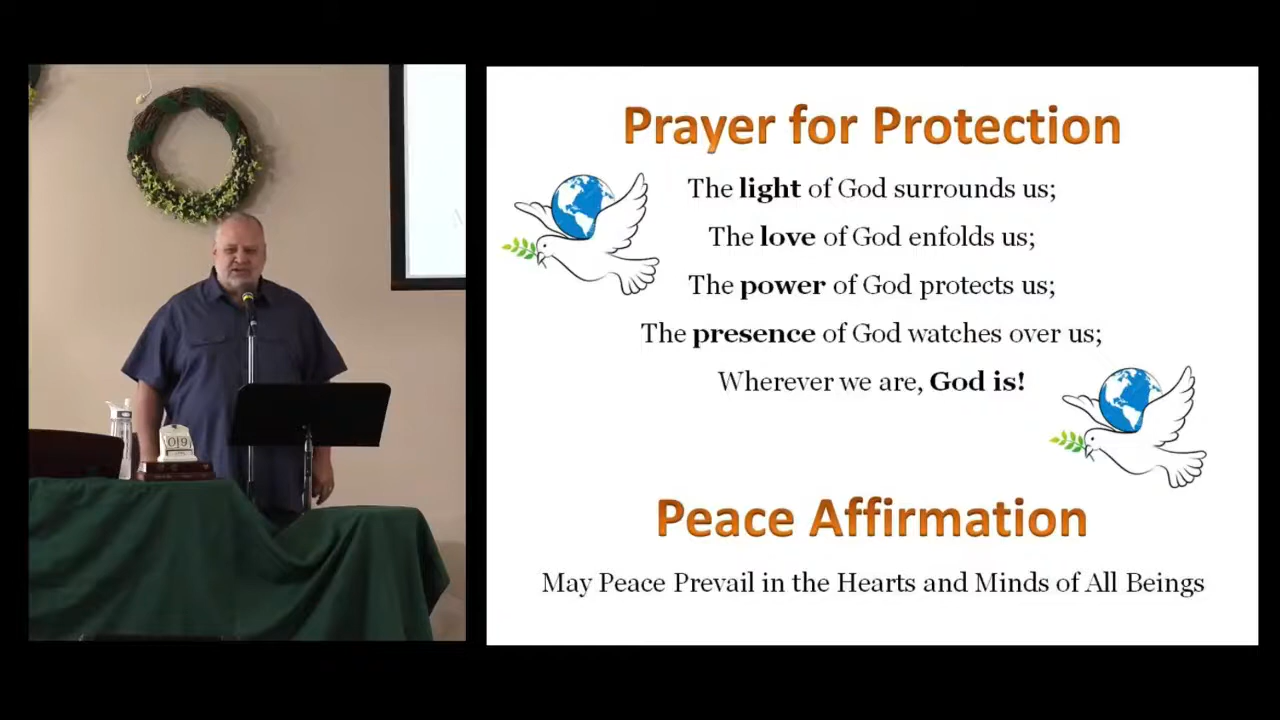 Prayer for Protection
The light of God surrounds us;
The love of God enfolds us;
The power of God protects us;
The presence of God watches over us;
Wherever we are, God is!
Peace Affirmation
May Peace Prevail in the Hearts and Minds of All Beings